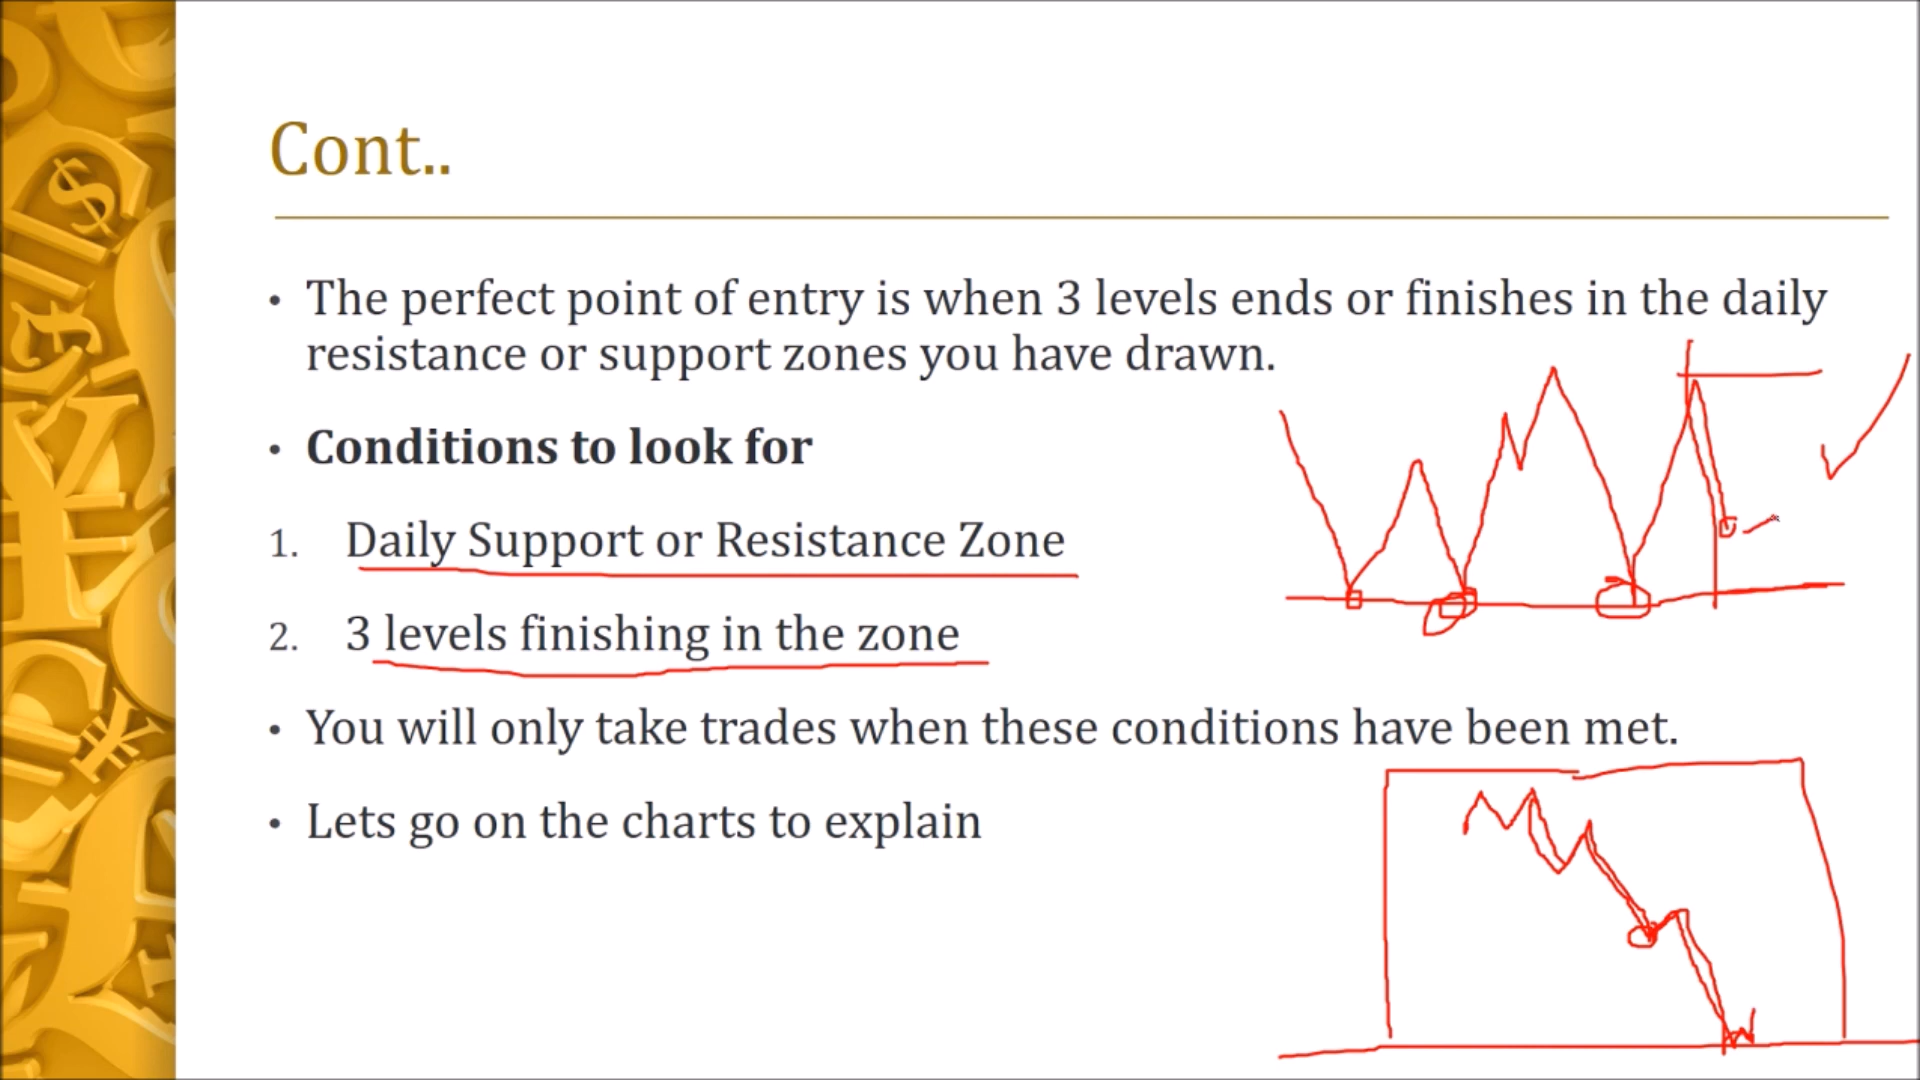 Cont..
• The perfect point of entry is when 3 levels ends or finishes in the daily
resistance or support zones you have drawn.
• Conditions to look for
1. Daily Support or Resistance Zone
2. 3 levels finishing in the zone
• You will only take trades when these conditions have been met.
• Lets go on the charts to explain